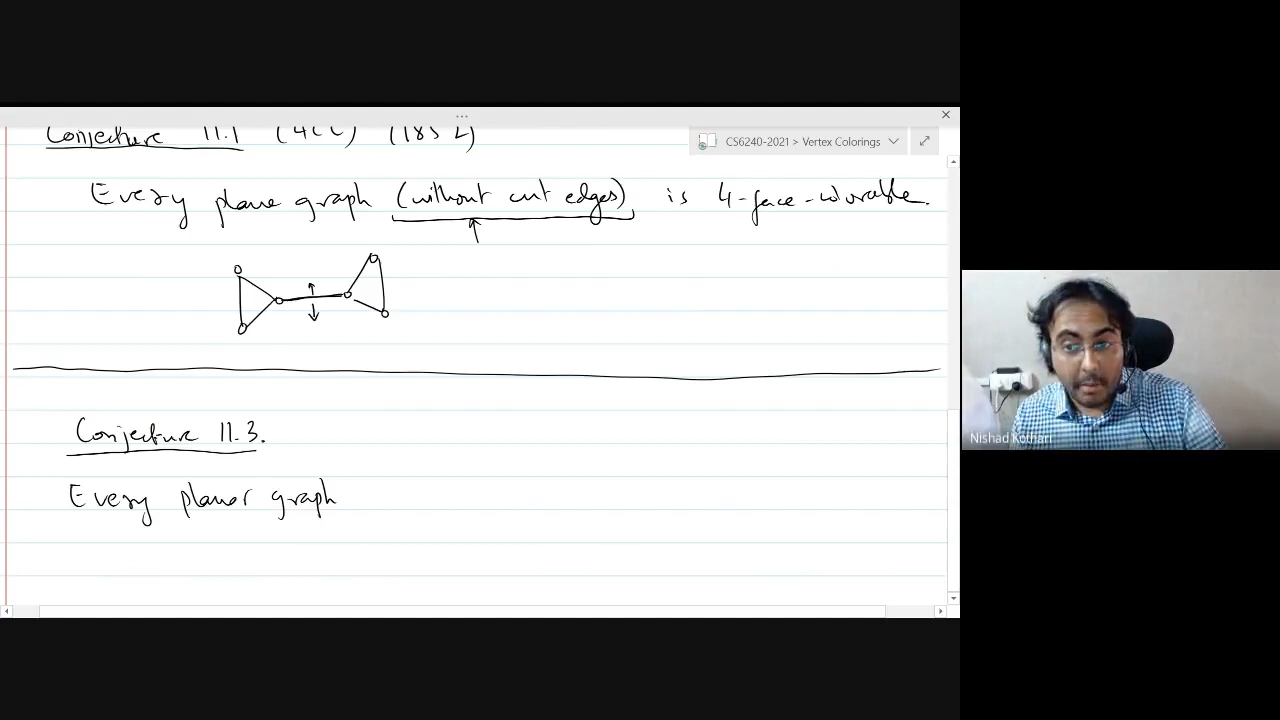 Conjecture 11.1 (4CC) (1852)
CS6240-2021 > Vertex Colorings
Every plane graph (without cut edges) is 4-face-colorable.
Conjecture 11.3.
Every planar graph
Nishad Kothari